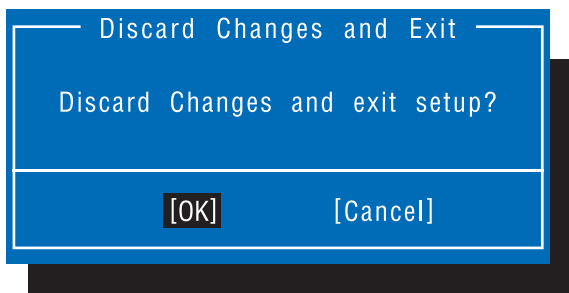 Discard Changes and Exit
Discard Changes and exit setup?
[OK] [Cancel]